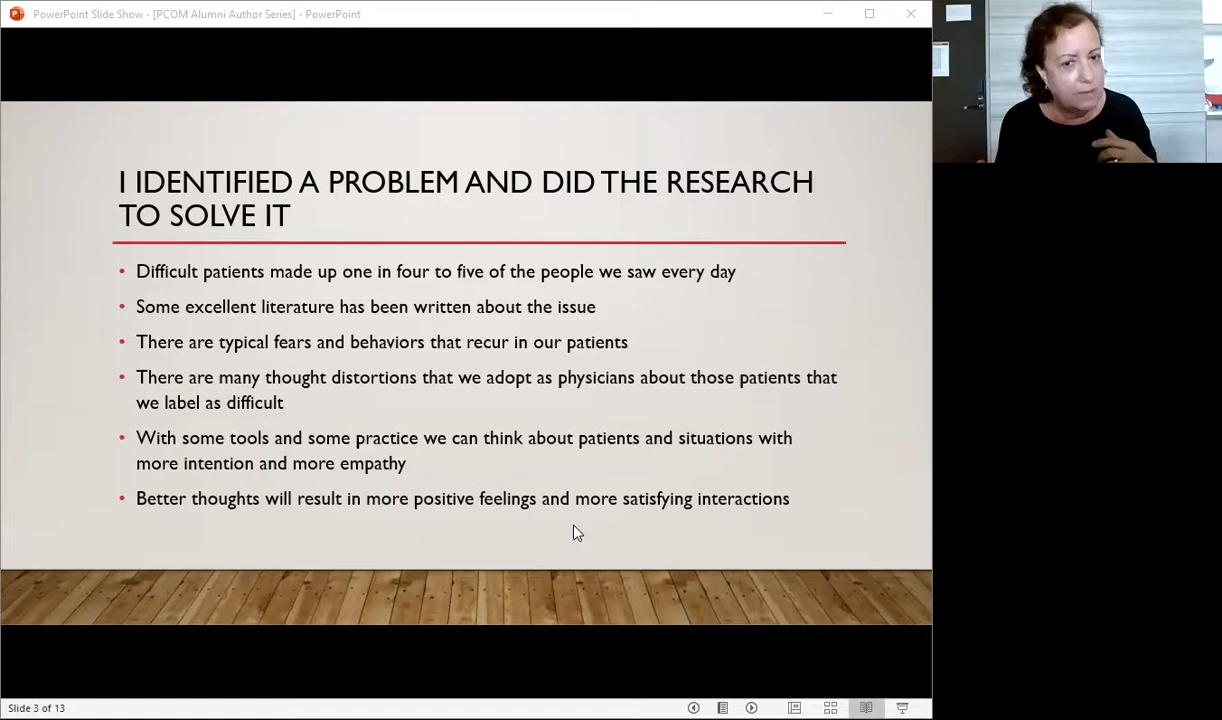 PowerPoint Slide Show - [PCOM Alumni Author Series] - PowerPoint
I IDENTIFIED A PROBLEM AND DID THE RESEARCH
TO SOLVE IT
• Difficult patients made up one in four to five of the people we saw every day
• Some excellent literature has been written about the issue
• There are typical fears and behaviors that recur in our patients
• There are many thought distortions that we adopt as physicians about those patients that
we label as difficult
• With some tools and some practice we can think about patients and situations with
more intention and more empathy
• Better thoughts will result in more positive feelings and more satisfying interactions
Slide 3 of 13